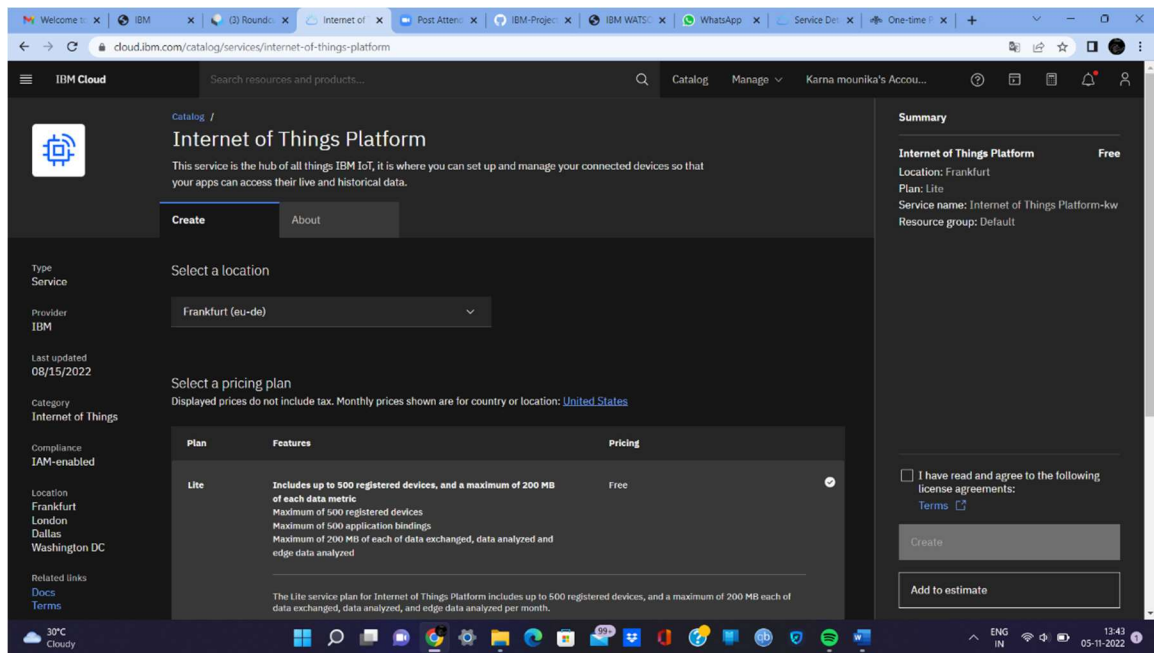 Welcome to
IBM
(3) Roundc
Internet of
Post Attend
IBM-Project
IBM WATSO
WhatsApp
Service Det
One-time P
cloud.ibm.com/catalog/services/internet-of-things-platform
IBM Cloud
Search resources and products...
Catalog
Manage
Karna mounika's Accou...
Catalog /
Internet of Things Platform
This service is the hub of all things IBM IoT, it is where you can set up and manage your connected devices so that
your apps can access their live and historical data.
Create
About
Type
Service
Provider
IBM
Last updated
08/15/2022
Category
Internet of Things
Compliance
IAM-enabled
Location
Frankfurt
London
Dallas
Washington DC
Related links
Docs
Terms
Select a location
Frankfurt (eu-de)
Select a pricing plan
Displayed prices do not include tax. Monthly prices shown are for country or location: United States
Plan
Features
Pricing
Lite
Includes up to 500 registered devices, and a maximum of 200 MB
of each data metric
Maximum of 500 registered devices
Maximum of 500 application bindings
Maximum of 200 MB of each of data exchanged, data analyzed and
edge data analyzed
Free
The Lite service plan for Internet of Things Platform includes up to 500 registered devices, and a maximum of 200 MB each of
data exchanged, data analyzed, and edge data analyzed per month.
Summary
Internet of Things Platform Free
Location: Frankfurt
Plan: Lite
Service name: Internet of Things Platform-kw
Resource group: Default
I have read and agree to the following
license agreements:
Terms
Create
Add to estimate
30°C
Cloudy
99+
ENG
IN
13:43
05-11-2022
1